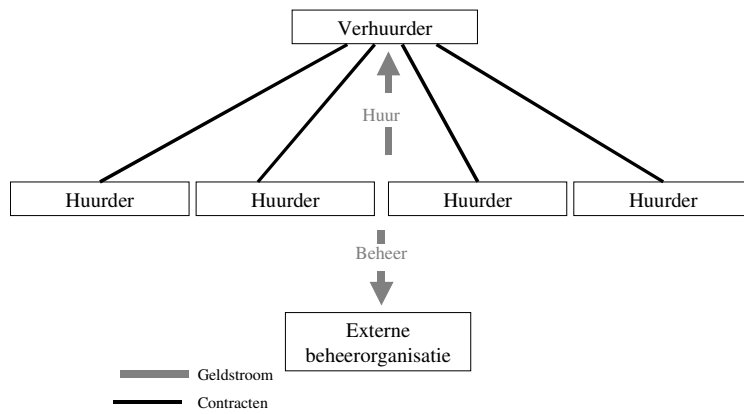 Verhuurder
Huur
Huurder Huurder Huurder Huurder
Beheer
Externe
beheerorganisatie
Geldstroom
Contracten